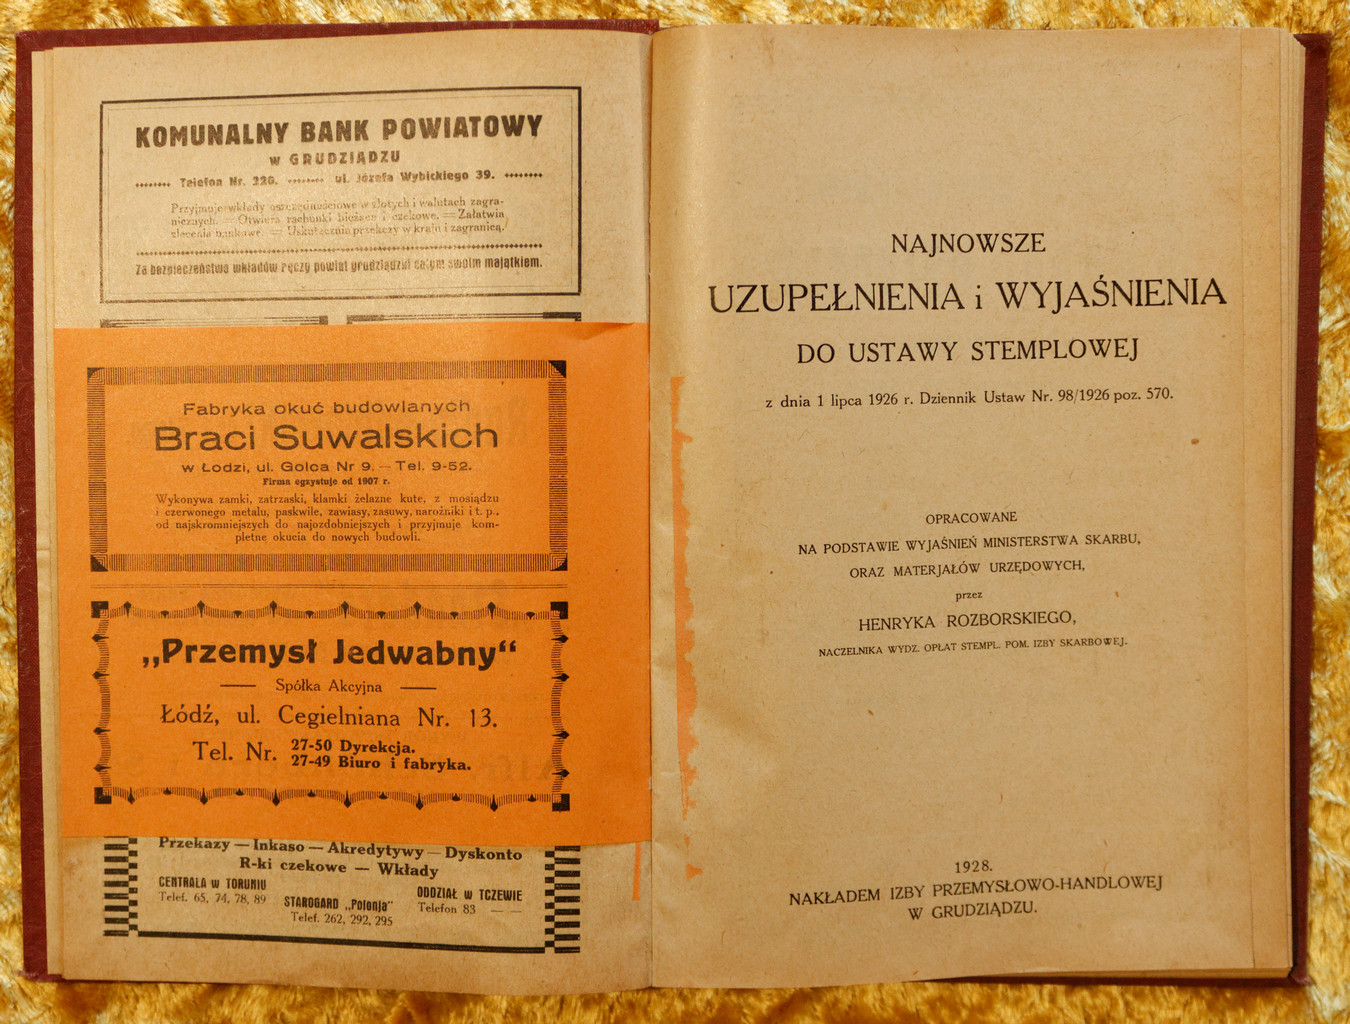 KOMUNALNY BANK POWIATOWY
w GRUDZIĄDZU
Telefon Nr. 220. ul. Józefa Wybickiego 39.
Przyjmuje wkłady oszczędnościowe w złotych i walutach zagra-
nicznych. = Otwiera rachunki bieżące i czekowe. = Załatwia
zlecenia bankowe. = Uskutecznia przekazy w kraju i zagranicą.
Za bezpieczeństwo wkładów ręczy powiat grudziądzki całym swoim majątkiem.
Fabryka okuć budowlanych
Braci Suwalskich
w Łodzi, ul. Golca Nr 9. — Tel. 9-52.
Firma egzystuje od 1907 r.
Wykonywa zamki, zatrzaski, klamki żelazne kute, z mosiądzu
i czerwonego metalu, paskwile, zawiasy, zasuwy, narożniki i t. p.,
od najskromniejszych do najozdobniejszych i przyjmuje kom-
pletne okucia do nowych budowli.
„Przemysł Jedwabny“
Spółka Akcyjna
Łódź, ul. Cegielniana Nr. 13.
Tel. Nr. 27-50 Dyrekcja.
27-49 Biuro i fabryka.
Przekazy — Inkaso — Akredytywy — Dyskonto
R-ki czekowe — Wkłady
CENTRALA w TORUNIU
Telef. 65, 74, 78, 89
STAROGARD „Polonja“
Telef. 262, 292, 295
ODDZIAŁ w TCZEWIE
Telefon 83 — —
NAJNOWSZE
UZUPEŁNIENIA i WYJAŚNIENIA
DO USTAWY STEMPLOWEJ
z dnia 1 lipca 1926 r. Dziennik Ustaw Nr. 98/1926 poz. 570.
OPRACOWANE
NA PODSTAWIE WYJAŚNIEŃ MINISTERSTWA SKARBU,
ORAZ MATERJAŁÓW URZĘDOWYCH,
przez
HENRYKA ROZBORSKIEGO,
NACZELNIKA WYDZ. OPŁAT STEMPL. POM. IZBY SKARBOWEJ.
1928.
NAKŁADEM IZBY PRZEMYSŁOWO-HANDLOWEJ
W GRUDZIĄDZU.